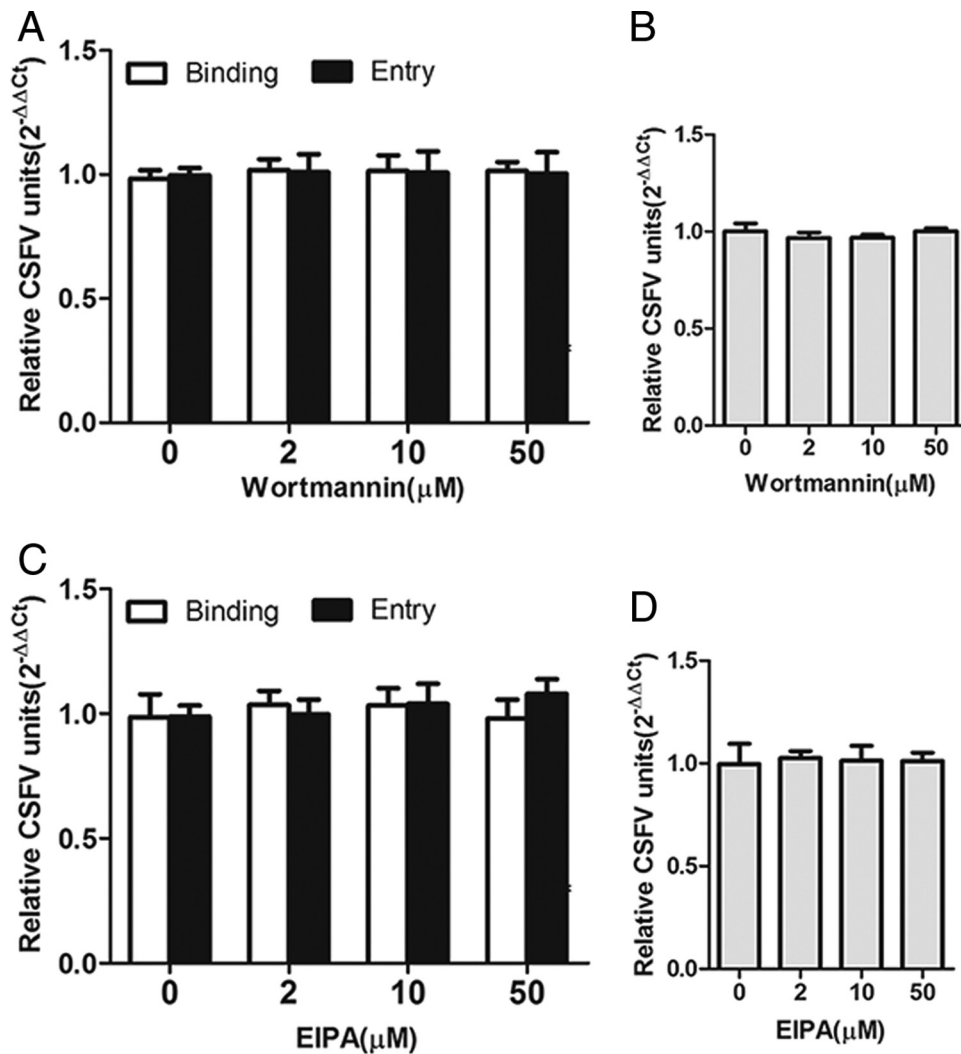 A
Relative CSFV units(2-ΔΔCt)
1.5
1.0
0.5
0.0
Binding Entry
0 2 10 50
Wortmannin(μM)
B
Relative CSFV units(2-ΔΔCt)
1.5
1.0
0.5
0.0
0 2 10 50
Wortmannin(μM)
C
Relative CSFV units(2-ΔΔCt)
1.5
1.0
0.5
0.0
Binding Entry
0 2 10 50
EIPA(μM)
D
Relative CSFV units(2-ΔΔCt)
1.5
1.0
0.5
0.0
0 2 10 50
EIPA(μM)